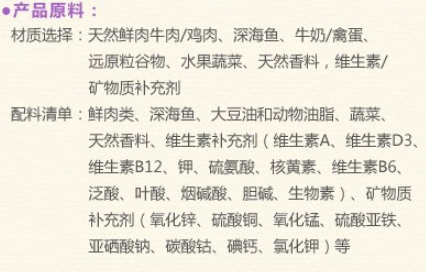 •产品原料：
材质选择：天然鲜肉牛肉/鸡肉、深海鱼、牛奶/禽蛋、
远原粒谷物、水果蔬菜、天然香料，维生素/
矿物质补充剂
配料清单：鲜肉类、深海鱼、大豆油和动物油脂、蔬菜、
天然香料、维生素补充剂（维生素A、维生素D3、
维生素B12、钾、硫氨酸、核黄素、维生素B6、
泛酸、叶酸、烟碱酸、胆碱、生物素）、矿物质
补充剂（氧化锌、硫酸铜、氧化锰、硫酸亚铁、
亚硒酸钠、碳酸钴、碘钙、氯化钾）等